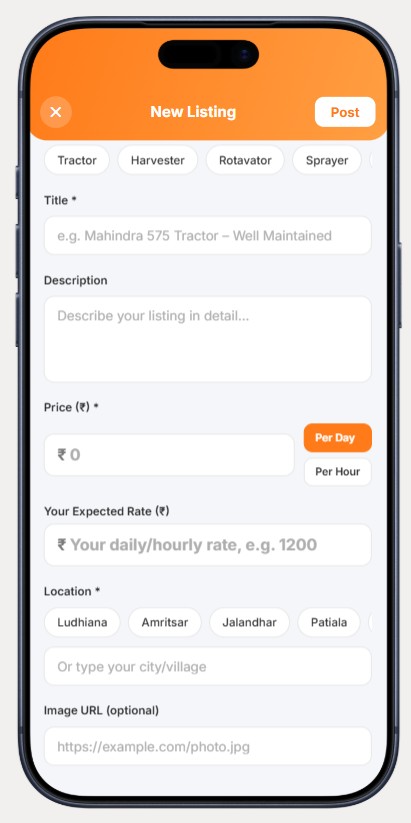 New Listing
Post
Tractor
Harvester
Rotavator
Sprayer
Title *
e.g. Mahindra 575 Tractor – Well Maintained
Description
Describe your listing in detail...
Price (₹) *
₹ 0
Per Day
Per Hour
Your Expected Rate (₹)
₹ Your daily/hourly rate, e.g. 1200
Location *
Ludhiana
Amritsar
Jalandhar
Patiala
Or type your city/village
Image URL (optional)
https://example.com/photo.jpg